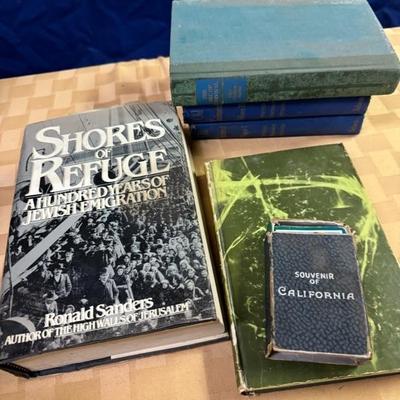 SHORES
OF
REFUGE
A HUNDRED YEARS OF
JEWISH EMIGRATION
Ronald Sanders
AUTHOR OF THE HIGH WALLS OF JERUSALEM
SOUVENIR
OF
CALIFORNIA